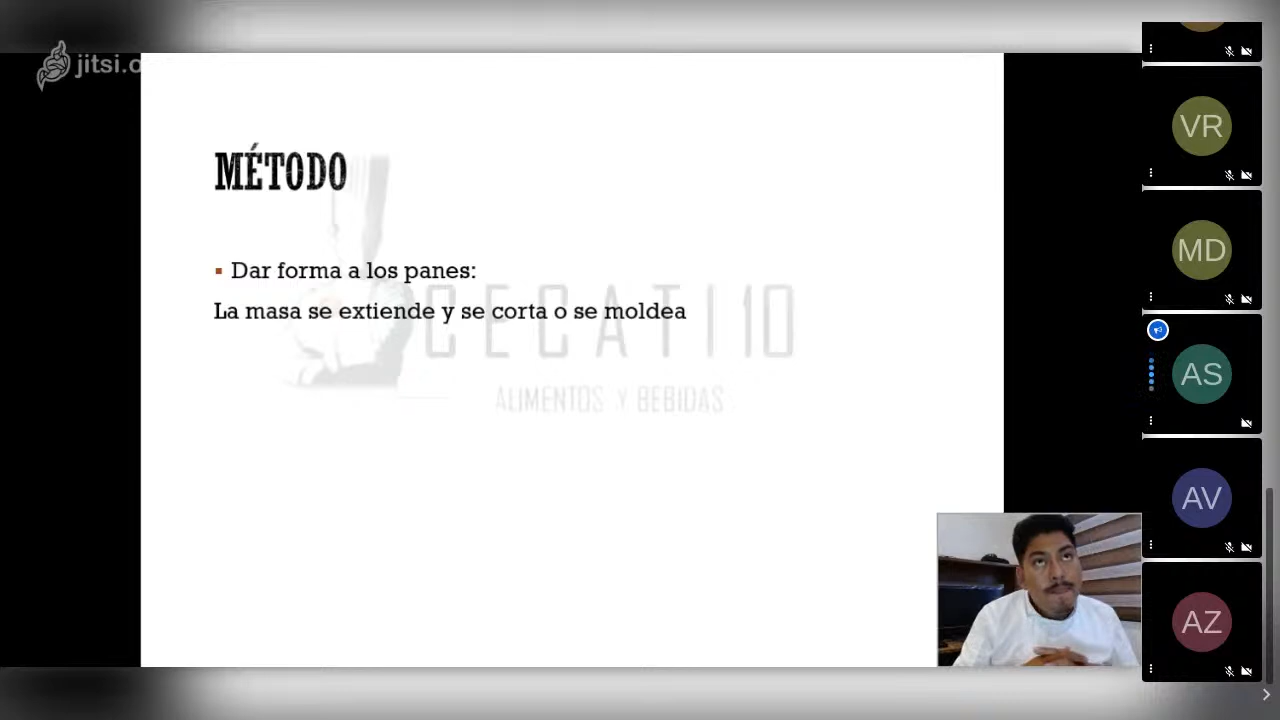 jitsi.o
MÉTODO
Dar forma a los panes:
La masa se extiende y se corta o se moldea
CECATI 10
ALIMENTOS Y BEBIDAS
VR
MD
AS
AV
AZ